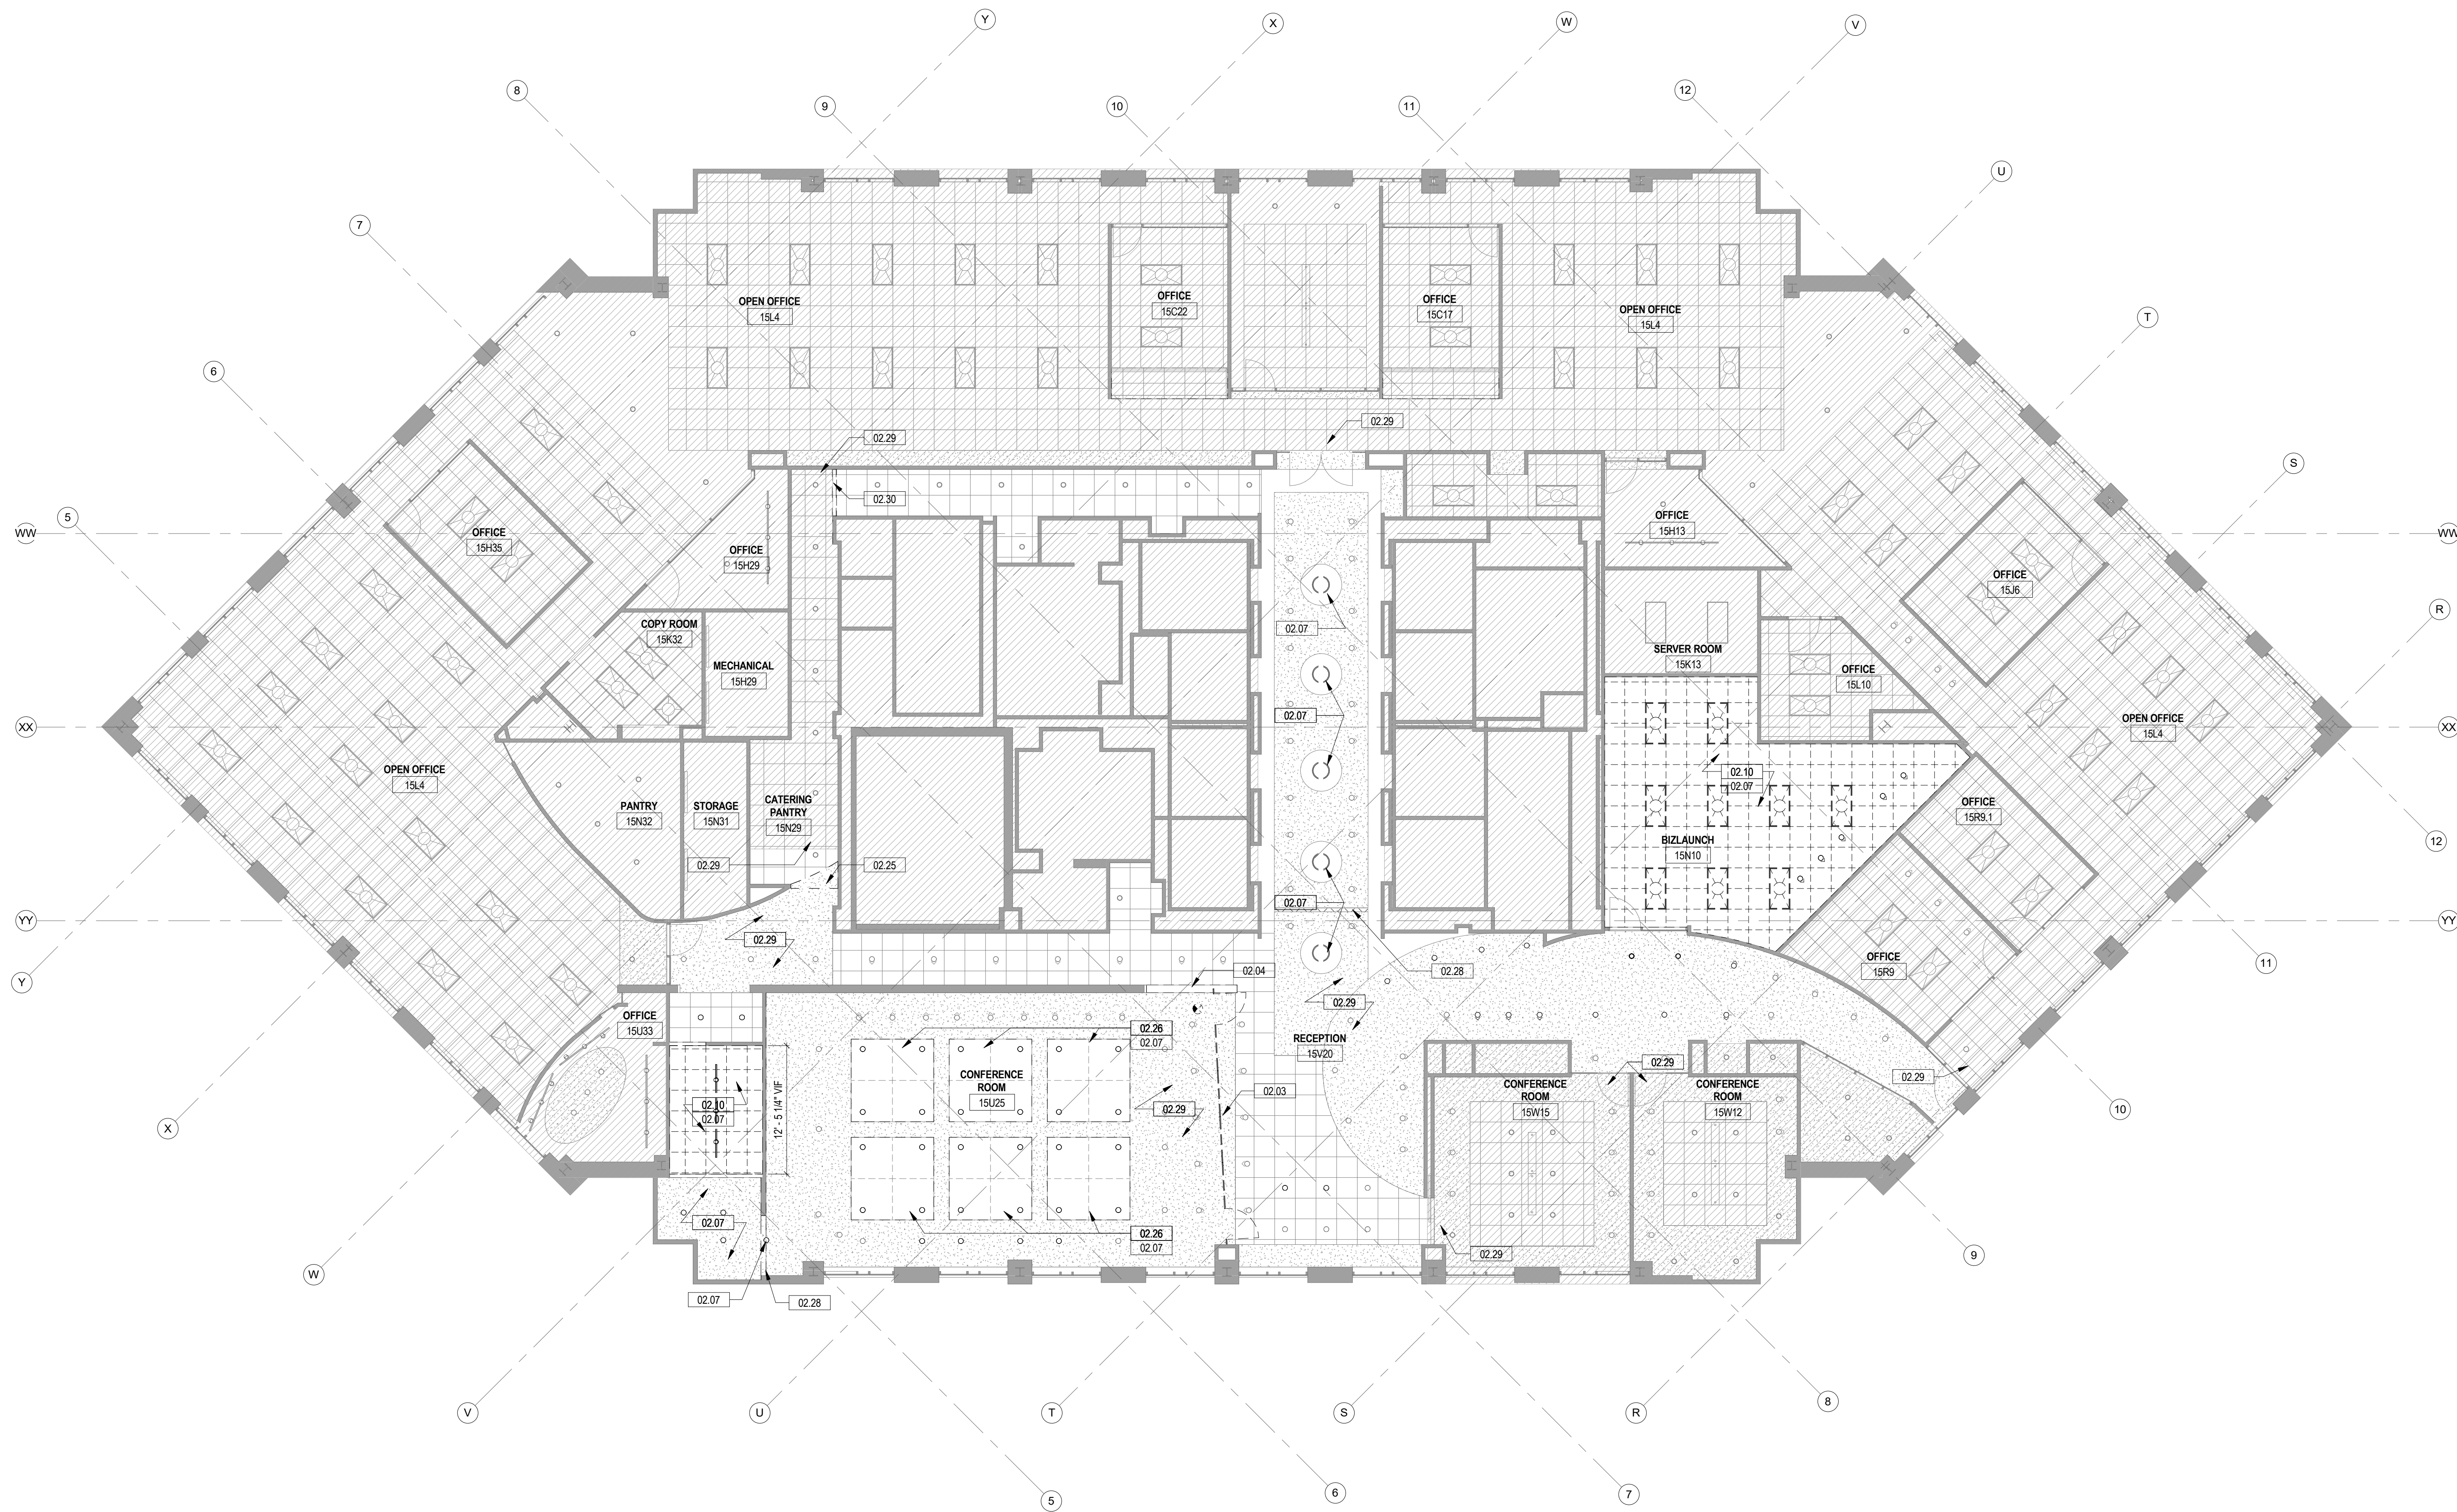 Y
X
W
V
8
9
10
11
12
U
7
T
6
S
5
R
WW
WW
XX
XX
YY
YY
OPEN OFFICE
15L4
OFFICE
15C22
OFFICE
15C17
OPEN OFFICE
15L4
02.29
02.29
02.30
OFFICE
15H35
OFFICE
15H29
OFFICE
15H13
OFFICE
15J6
COPY ROOM
15K32
MECHANICAL
15H29
02.07
SERVER ROOM
15K13
OFFICE
15L10
02.07
OPEN OFFICE
15L4
OPEN OFFICE
15L4
02.10
02.07
PANTRY
15N32
STORAGE
15N31
CATERING
PANTRY
15N29
OFFICE
15R9.1
BIZLAUNCH
15N10
02.29
02.25
02.07
02.29
02.04
02.28
OFFICE
15R9
02.29
OFFICE
15U33
02.26
02.07
RECEPTION
15V20
CONFERENCE
ROOM
15U25
02.29
02.29
02.03
CONFERENCE
ROOM
15W15
CONFERENCE
ROOM
15W12
02.10
02.07
12' - 5 1/4" VIF
02.29
02.07
02.26
02.07
02.29
02.07
02.28
Y
X
W
V
U
T
S
R
5
6
7
8
9
10
11
12